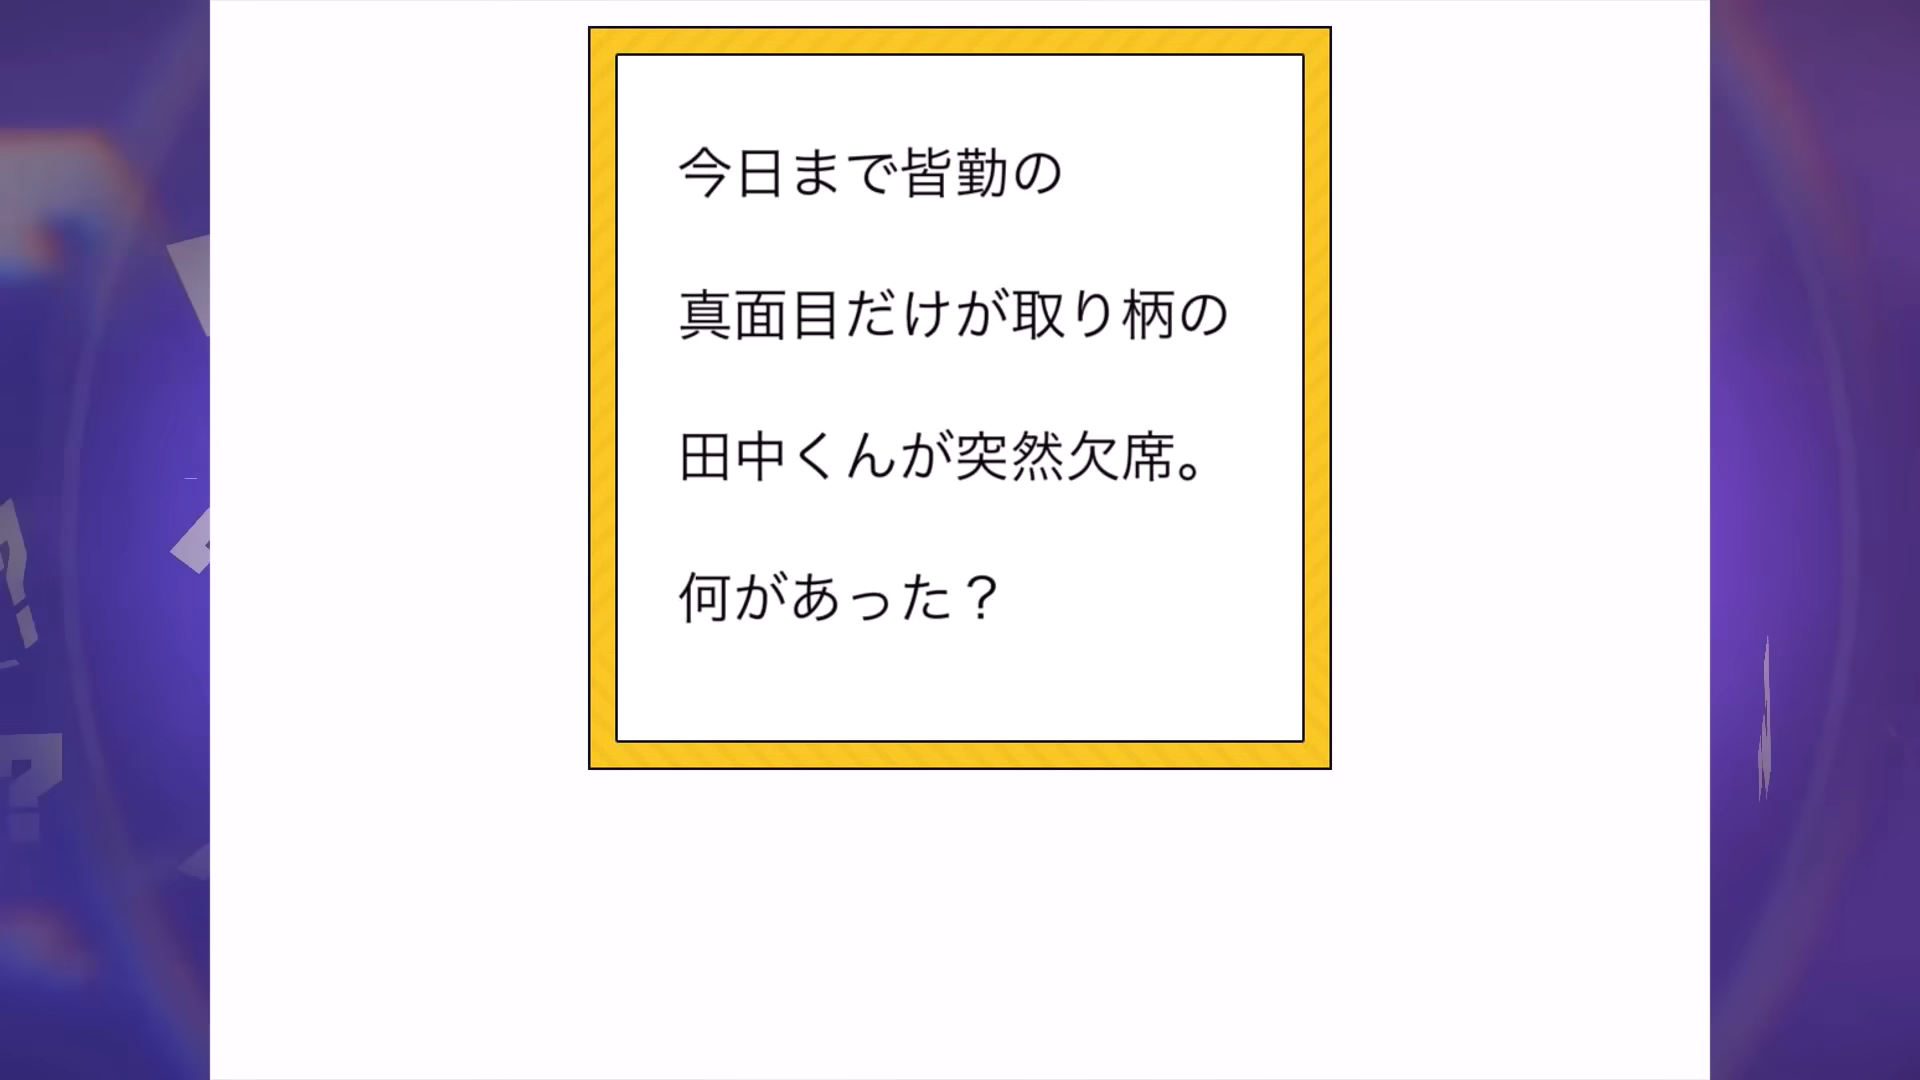 今日まで皆勤の
真面目だけが取り柄の
田中くんが突然欠席。
何があった？